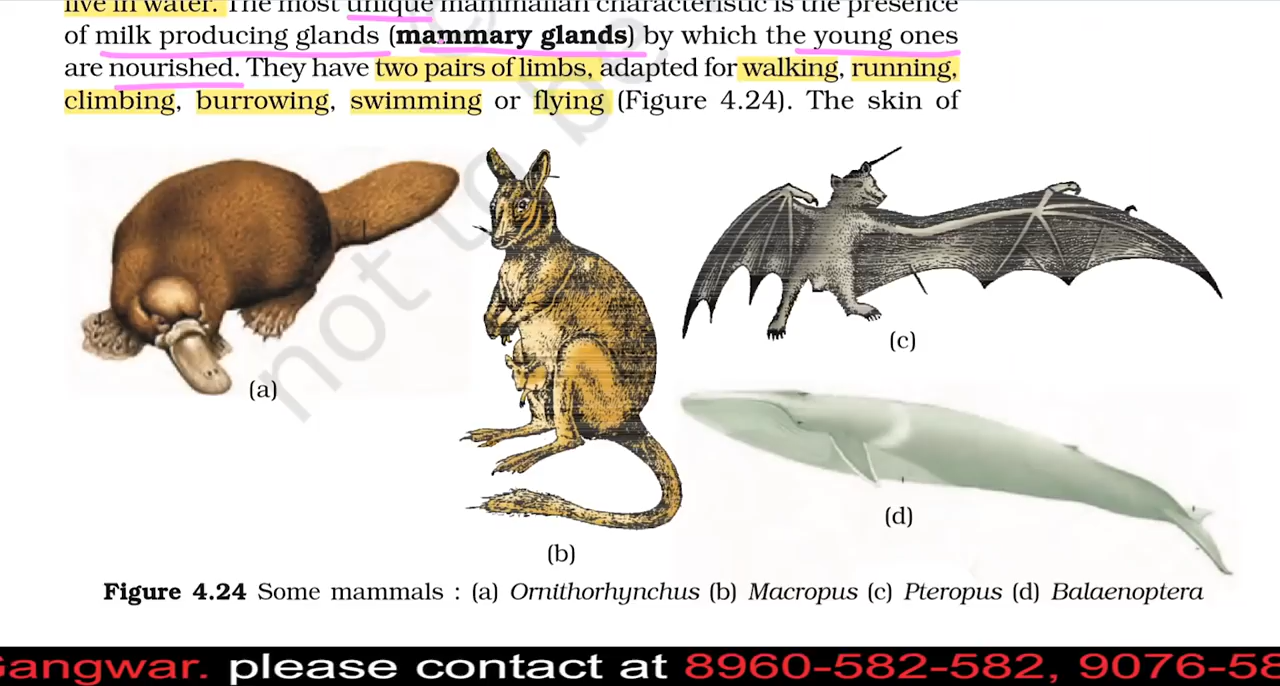 live in water. The most unique mammalian characteristic is the presence
of milk producing glands (mammary glands) by which the young ones
are nourished. They have two pairs of limbs, adapted for walking, running,
climbing, burrowing, swimming or flying (Figure 4.24). The skin of
not to be
(a)
(b)
(c)
(d)
Figure 4.24 Some mammals : (a) Ornithorhynchus (b) Macropus (c) Pteropus (d) Balaenoptera
Gangwar. please contact at 8960-582-582, 9076-58